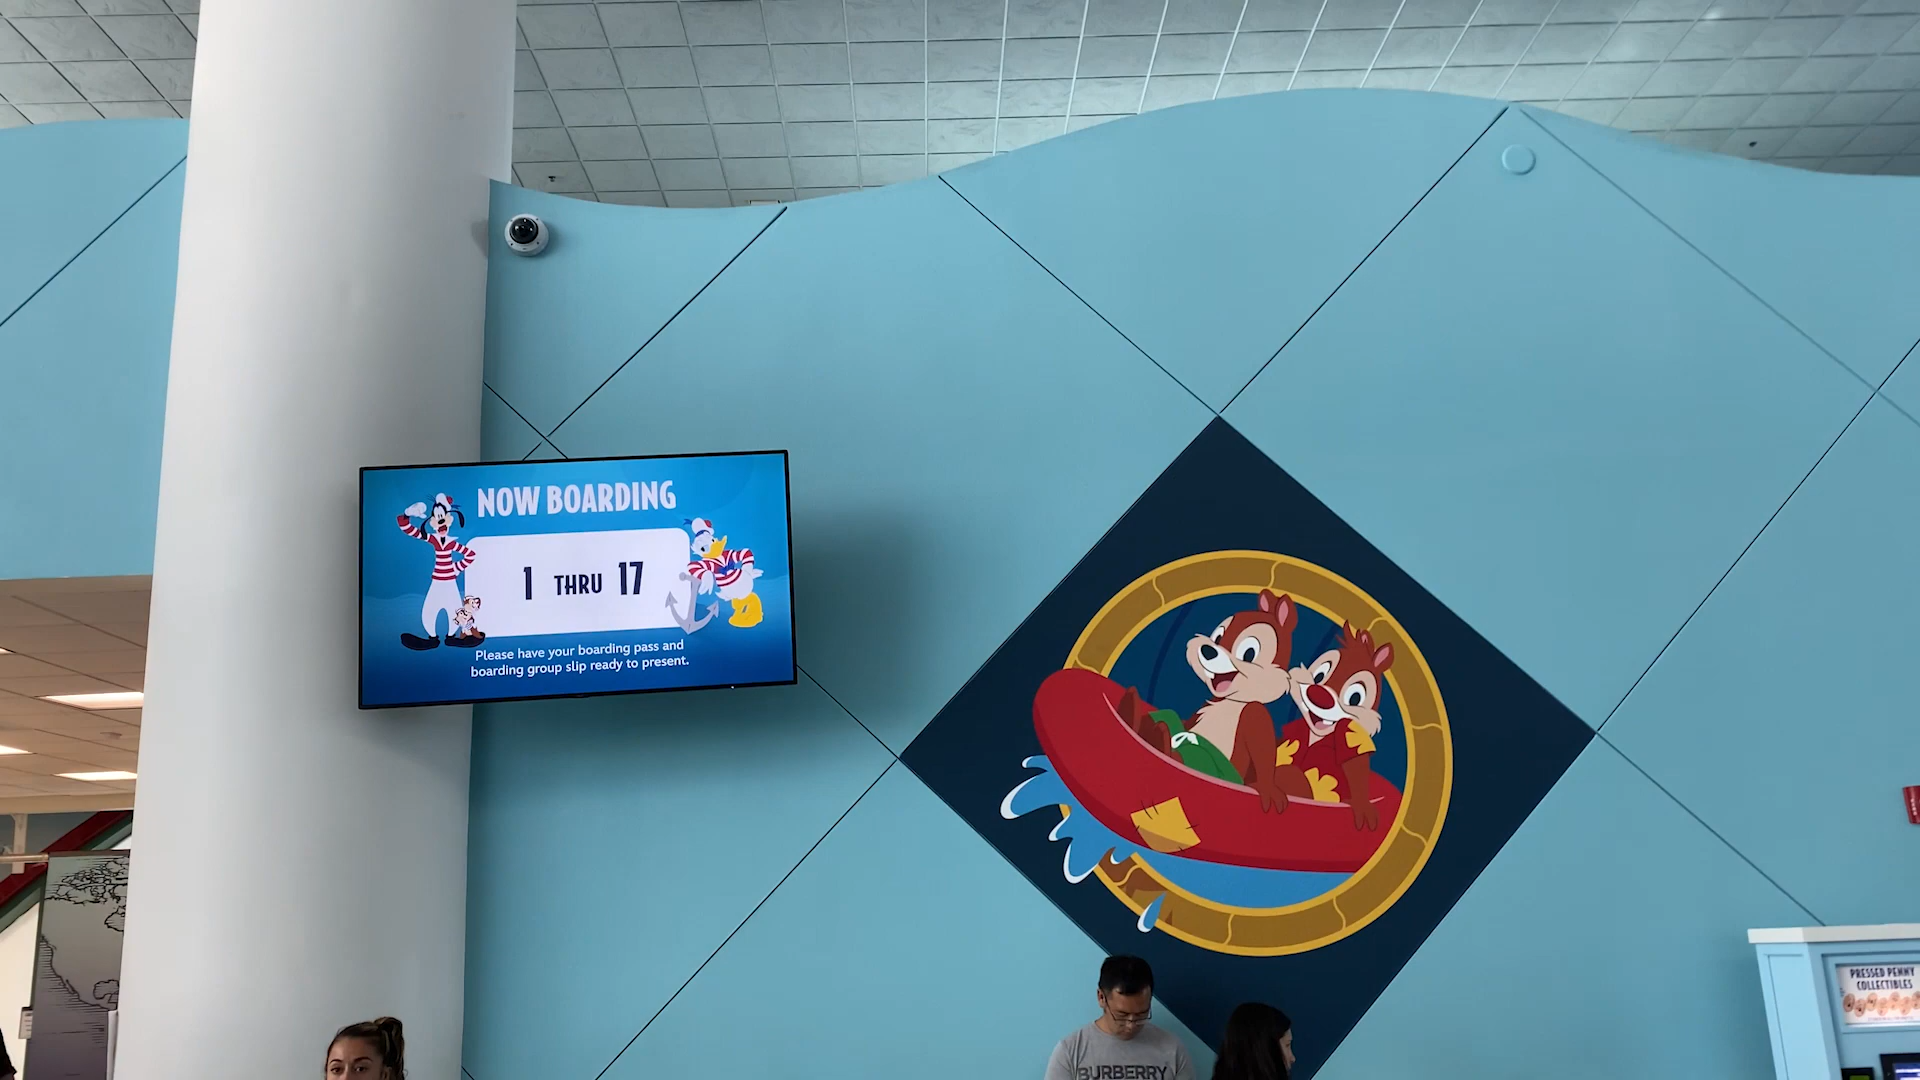 NOW BOARDING
1 THRU 17
Please have your boarding pass and
boarding group slip ready to present.
BURBERRY
PRESSED PENNY
COLLECTIBLES